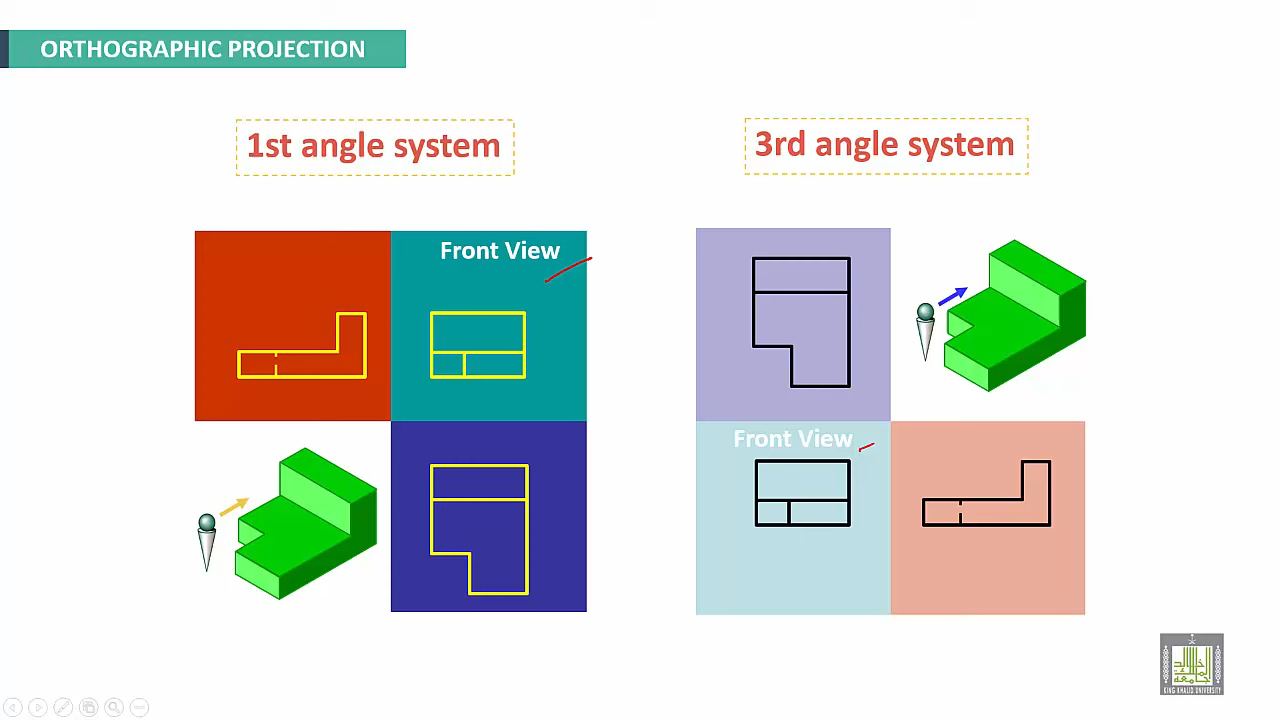 ORTHOGRAPHIC PROJECTION
1st angle system
3rd angle system
Front View
Front View
KING KHALID UNIVERSITY